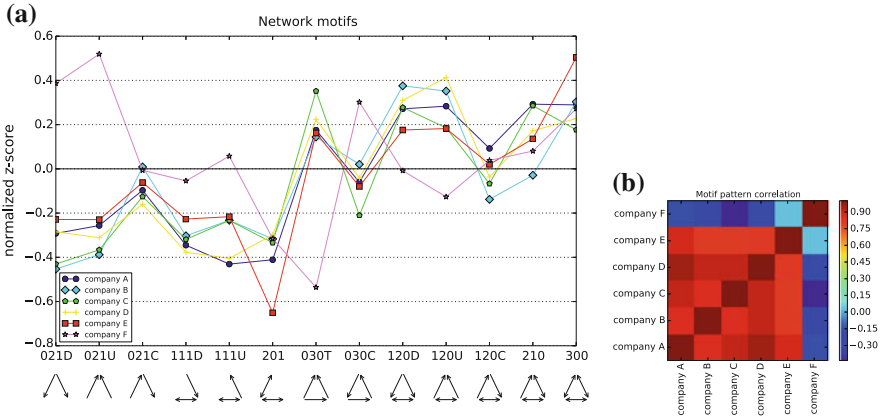 (a)
Network motifs
normalized z-score
0.6
0.4
0.2
0.0
−0.2
−0.4
−0.6
−0.8
company A
company B
company C
company D
company E
company F
021D 021U 021C 111D 111U 201 030T 030C 120D 120U 120C 210 300
(b)
Motif pattern correlation
company F
company E
company D
company C
company B
company A
company A company B company C company D company E company F
0.90
0.75
0.60
0.45
0.30
0.15
0.00
−0.15
−0.30